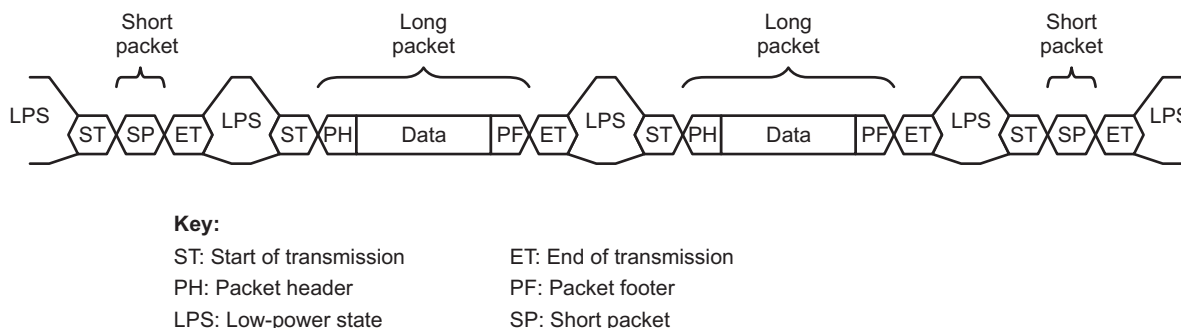 Short packet
Long packet
Long packet
Short packet
LPS ST SP ET LPS ST PH Data PF ET LPS ST PH Data PF ET LPS ST SP ET LPS
Key:
ST: Start of transmission ET: End of transmission
PH: Packet header PF: Packet footer
LPS: Low-power state SP: Short packet